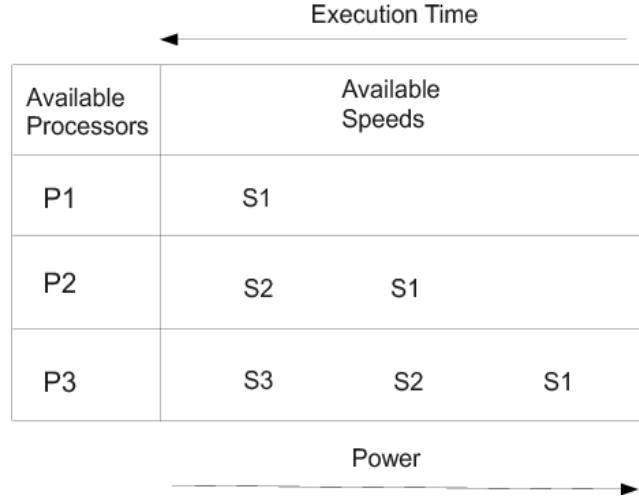 Execution Time
Available
Processors
Available
Speeds
P1
S1
P2
S2
S1
P3
S3
S2
S1
Power